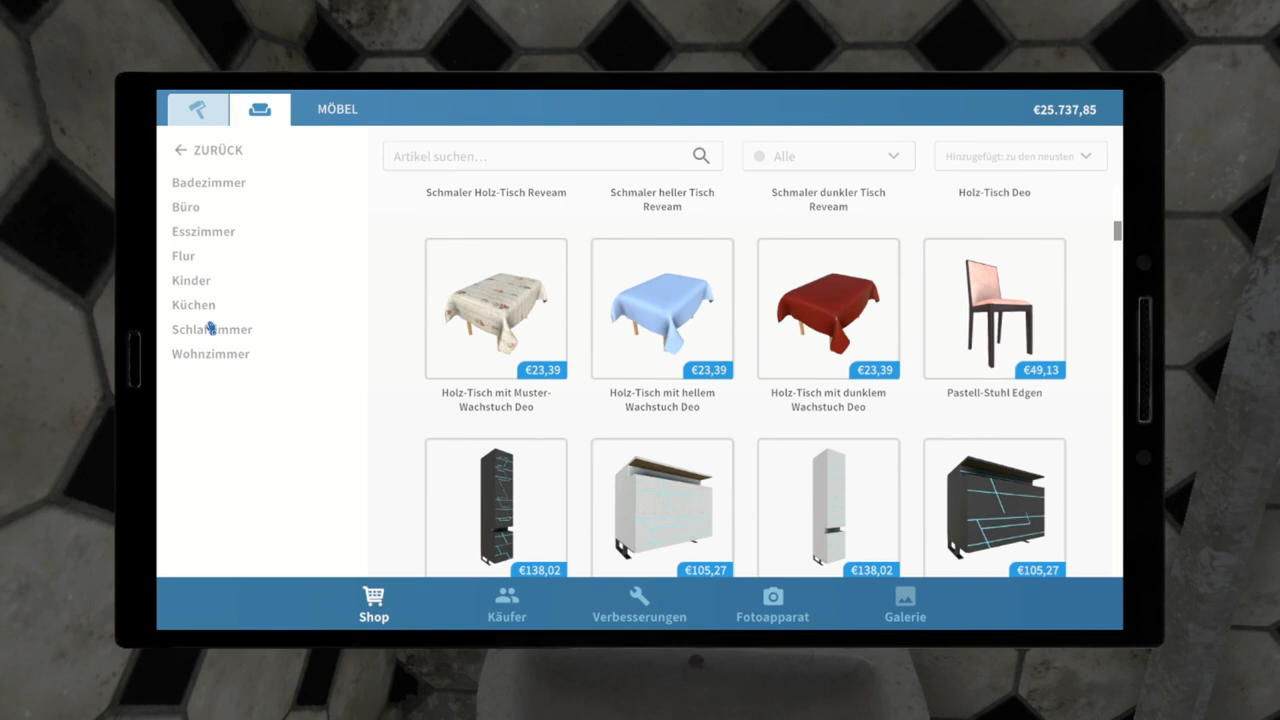 MÖBEL
€25.737,85
ZURÜCK
Badezimmer
Büro
Esszimmer
Flur
Kinder
Küchen
Schlafzimmer
Wohnzimmer
Artikel suchen...
Alle
Hinzugefügt: zu den neusten
Schmaler Holz-Tisch Reveam
Schmaler heller Tisch
Reveam
Schmaler dunkler Tisch
Reveam
Holz-Tisch Deo
€23,39
€23,39
€23,39
€49,13
Holz-Tisch mit Muster-
Wachstuch Deo
Holz-Tisch mit hellem
Wachstuch Deo
Holz-Tisch mit dunklem
Wachstuch Deo
Pastell-Stuhl Edgen
€138,02
€105,27
€138,02
€105,27
Shop
Käufer
Verbesserungen
Fotoapparat
Galerie